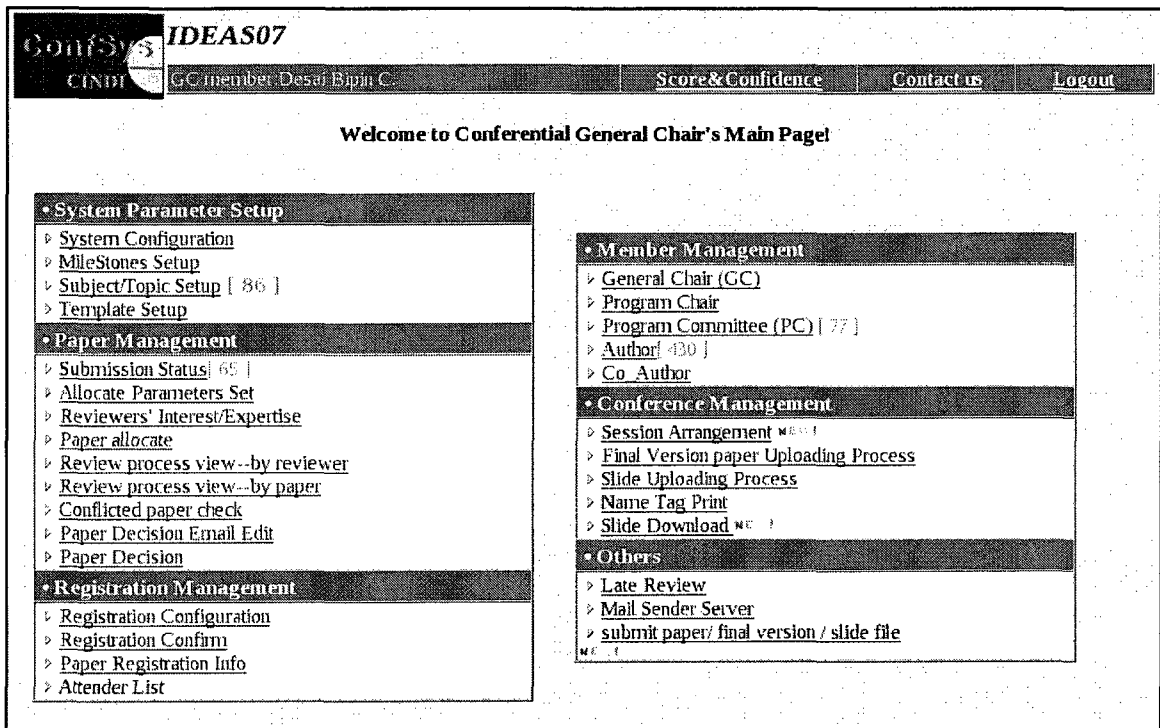 ConfSys
CINDI
IDEAS07
GC member: Desai Bipin C.
Score&Confidence
Contact us
Logout
Welcome to Conferential General Chair's Main Page!
• System Parameter Setup
System Configuration
MileStones Setup
Subject/Topic Setup [ 86 ]
Template Setup
• Paper Management
Submission Status[ 65 ]
Allocate Parameters Set
Reviewers' Interest/Expertise
Paper allocate
Review process view--by reviewer
Review process view--by paper
Conflicted paper check
Paper Decision Email Edit
Paper Decision
• Registration Management
Registration Configuration
Registration Confirm
Paper Registration Info
Attender List
• Member Management
General Chair (GC)
Program Chair
Program Committee (PC) [ 77 ]
Author[ 430 ]
Co_Author
• Conference Management
Session Arrangement
Final Version paper Uploading Process
Slide Uploading Process
Name Tag Print
Slide Download
• Others
Late Review
Mail Sender Server
submit paper/ final version / slide file